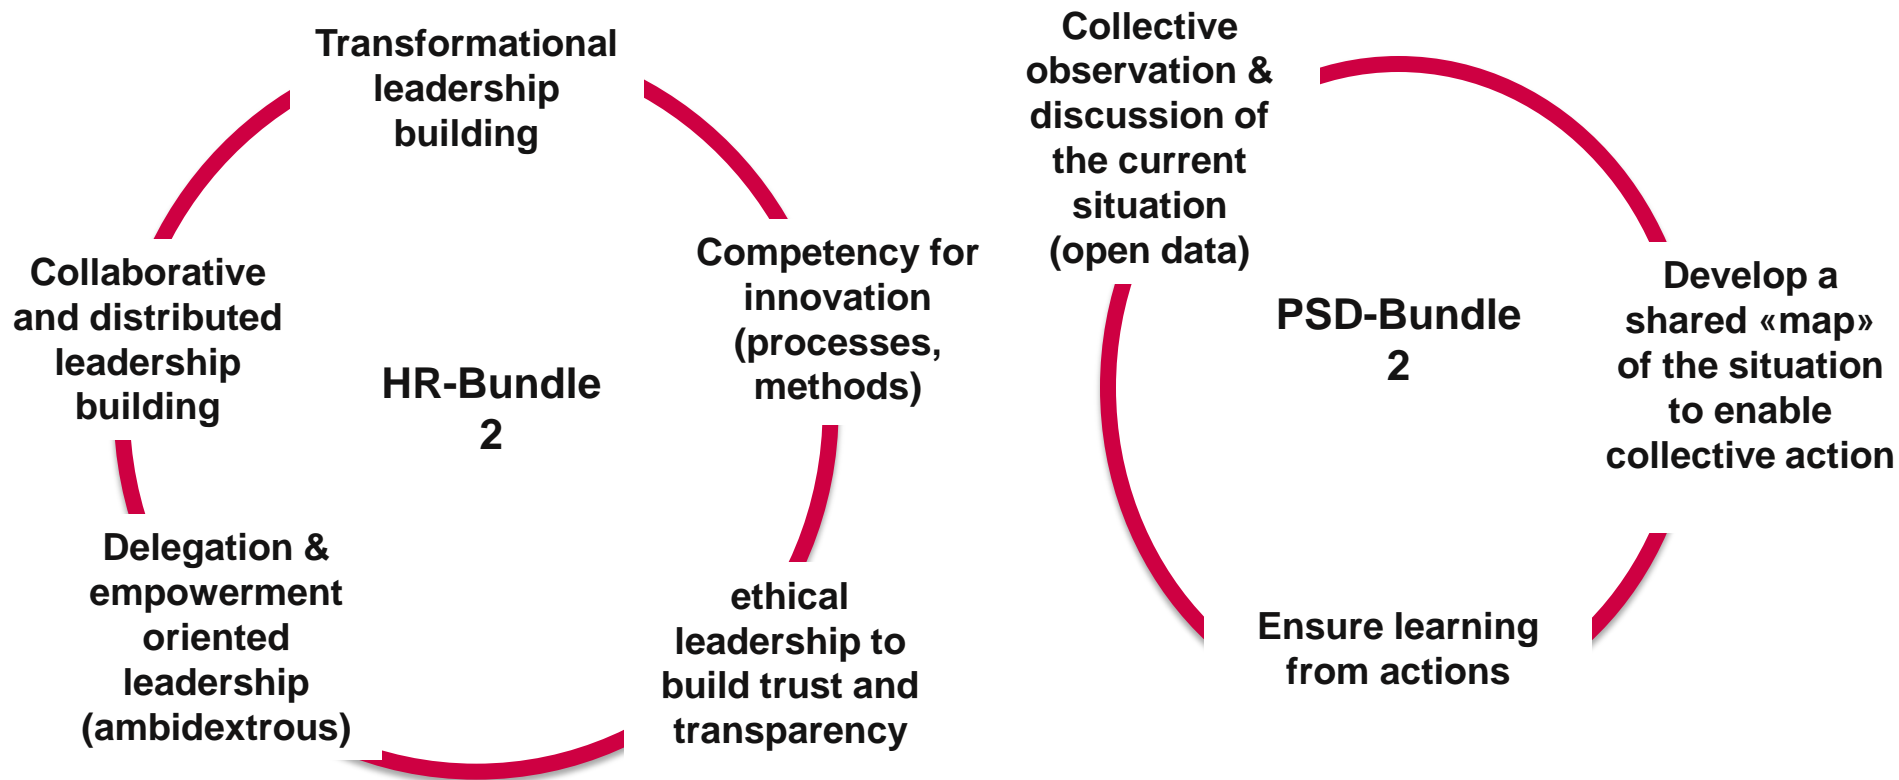 Transformational
leadership
building
Competency for
innovation
(processes,
methods)
ethical
leadership to
build trust and
transparency
Delegation &
empowerment
oriented
leadership
(ambidextrous)
Collaborative
and distributed
leadership
building
HR-Bundle
2
Collective
observation &
discussion of
the current
situation
(open data)
Develop a
shared «map»
of the situation
to enable
collective action
Ensure learning
from actions
PSD-Bundle
2